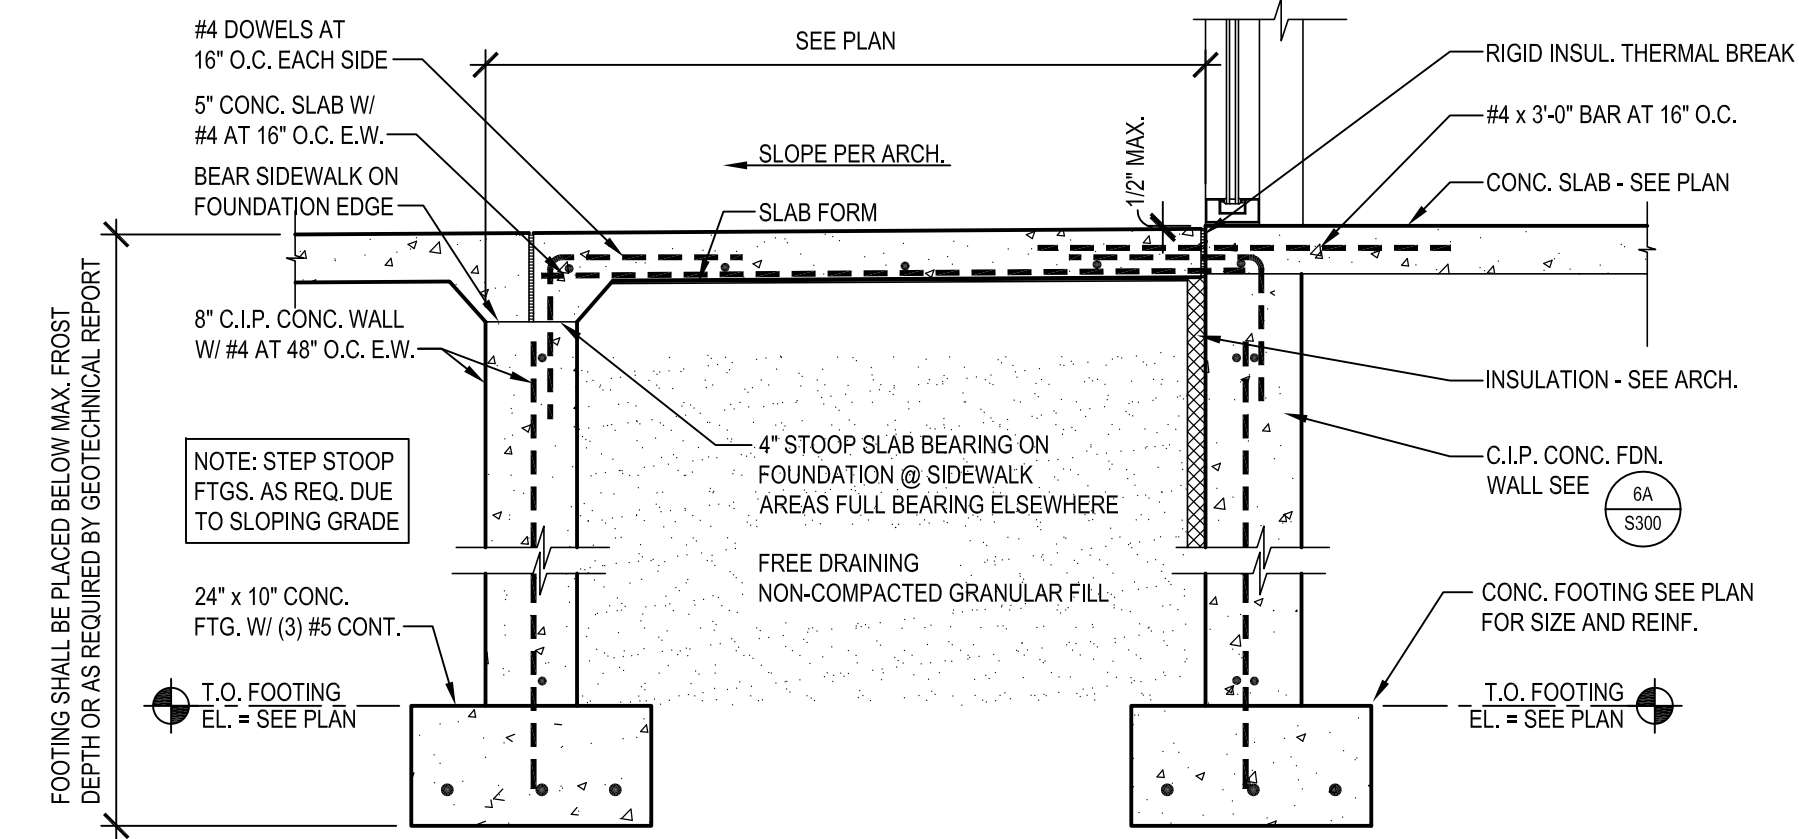 #4 DOWELS AT
16" O.C. EACH SIDE
5" CONC. SLAB W/
#4 AT 16" O.C. E.W.
BEAR SIDEWALK ON
FOUNDATION EDGE
8" C.I.P. CONC. WALL
W/ #4 AT 48" O.C. E.W.
NOTE: STEP STOOP
FTGS. AS REQ. DUE
TO SLOPING GRADE
24" x 10" CONC.
FTG. W/ (3) #5 CONT.
T.O. FOOTING
EL. = SEE PLAN
FOOTING SHALL BE PLACED BELOW MAX. FROST
DEPTH OR AS REQUIRED BY GEOTECHNICAL REPORT
SEE PLAN
SLOPE PER ARCH.
SLAB FORM
1/2" MAX.
4" STOOP SLAB BEARING ON
FOUNDATION @ SIDEWALK
AREAS FULL BEARING ELSEWHERE
FREE DRAINING
NON-COMPACTED GRANULAR FILL
RIGID INSUL. THERMAL BREAK
#4 x 3'-0" BAR AT 16" O.C.
CONC. SLAB - SEE PLAN
INSULATION - SEE ARCH.
C.I.P. CONC. FDN.
WALL SEE
6A
S300
CONC. FOOTING SEE PLAN
FOR SIZE AND REINF.
T.O. FOOTING
EL. = SEE PLAN